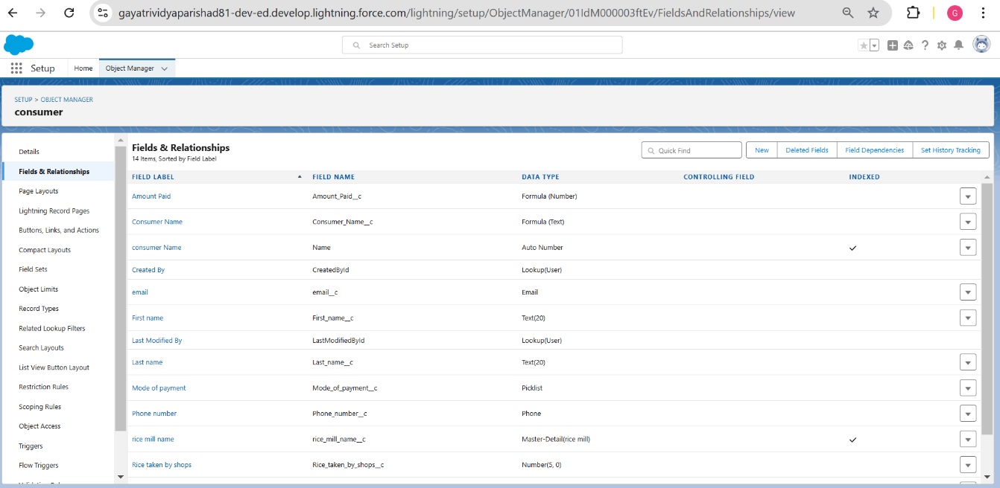 gayatrividyaparishad81-dev-ed.develop.lightning.force.com/lightning/setup/ObjectManager/01IdM000003ftEv/FieldsAndRelationships/view
G
Search Setup
Setup Home Object Manager
SETUP > OBJECT MANAGER
consumer
Details
Fields & Relationships
Page Layouts
Lightning Record Pages
Buttons, Links, and Actions
Compact Layouts
Field Sets
Object Limits
Record Types
Related Lookup Filters
Search Layouts
List View Button Layout
Restriction Rules
Scoping Rules
Object Access
Triggers
Flow Triggers
Fields & Relationships
14 Items, Sorted by Field Label
Quick Find New Deleted Fields Field Dependencies Set History Tracking
FIELD LABEL FIELD NAME DATA TYPE CONTROLLING FIELD INDEXED
Amount Paid Amount_Paid__c Formula (Number)
Consumer Name Consumer_Name__c Formula (Text)
consumer Name Name Auto Number
Created By CreatedById Lookup(User)
email email__c Email
First name First_name__c Text(20)
Last Modified By LastModifiedById Lookup(User)
Last name Last_name__c Text(20)
Mode of payment Mode_of_payment__c Picklist
Phone number Phone_number__c Phone
rice mill name rice_mill_name__c Master-Detail(rice mill)
Rice taken by shops Rice_taken_by_shops__c Number(5, 0)